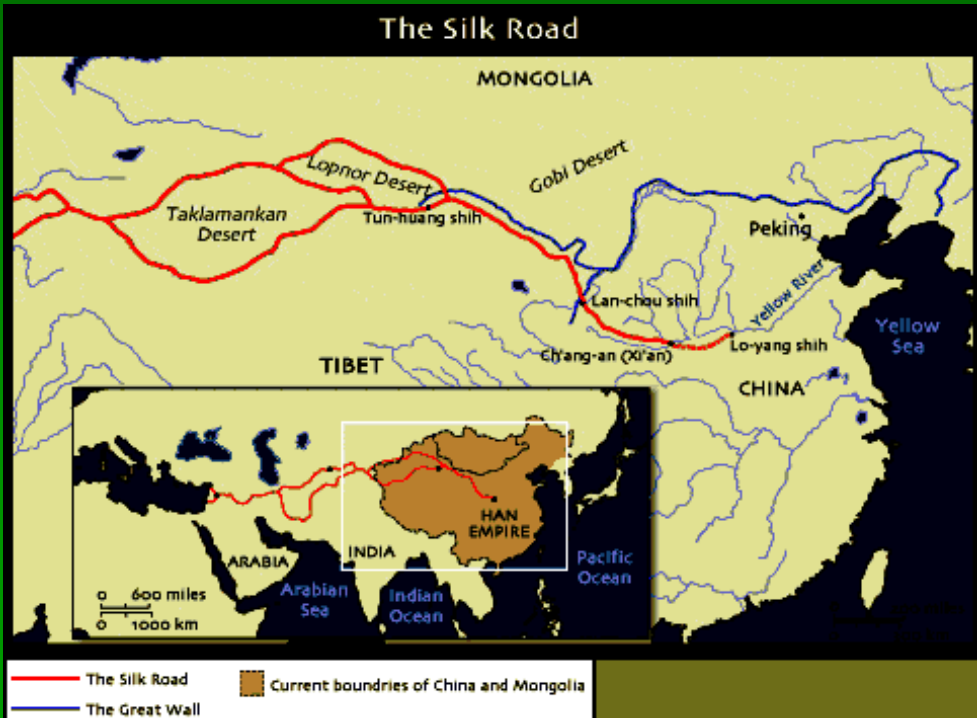 The Silk Road
MONGOLIA
Gobi Desert
Lopnor Desert
Taklamankan
Desert
Tun-huang shih
Peking
Yellow River
Lan-chou shih
Yellow
Sea
Ch'ang-an (Xi'an)
Lo-yang shih
TIBET
CHINA
HAN
EMPIRE
INDIA
ARABIA
Arabian
Sea
Indian
Ocean
Pacific
Ocean
0 600 miles
0 1000 km
The Silk Road
Current boundries of China and Mongolia
The Great Wall